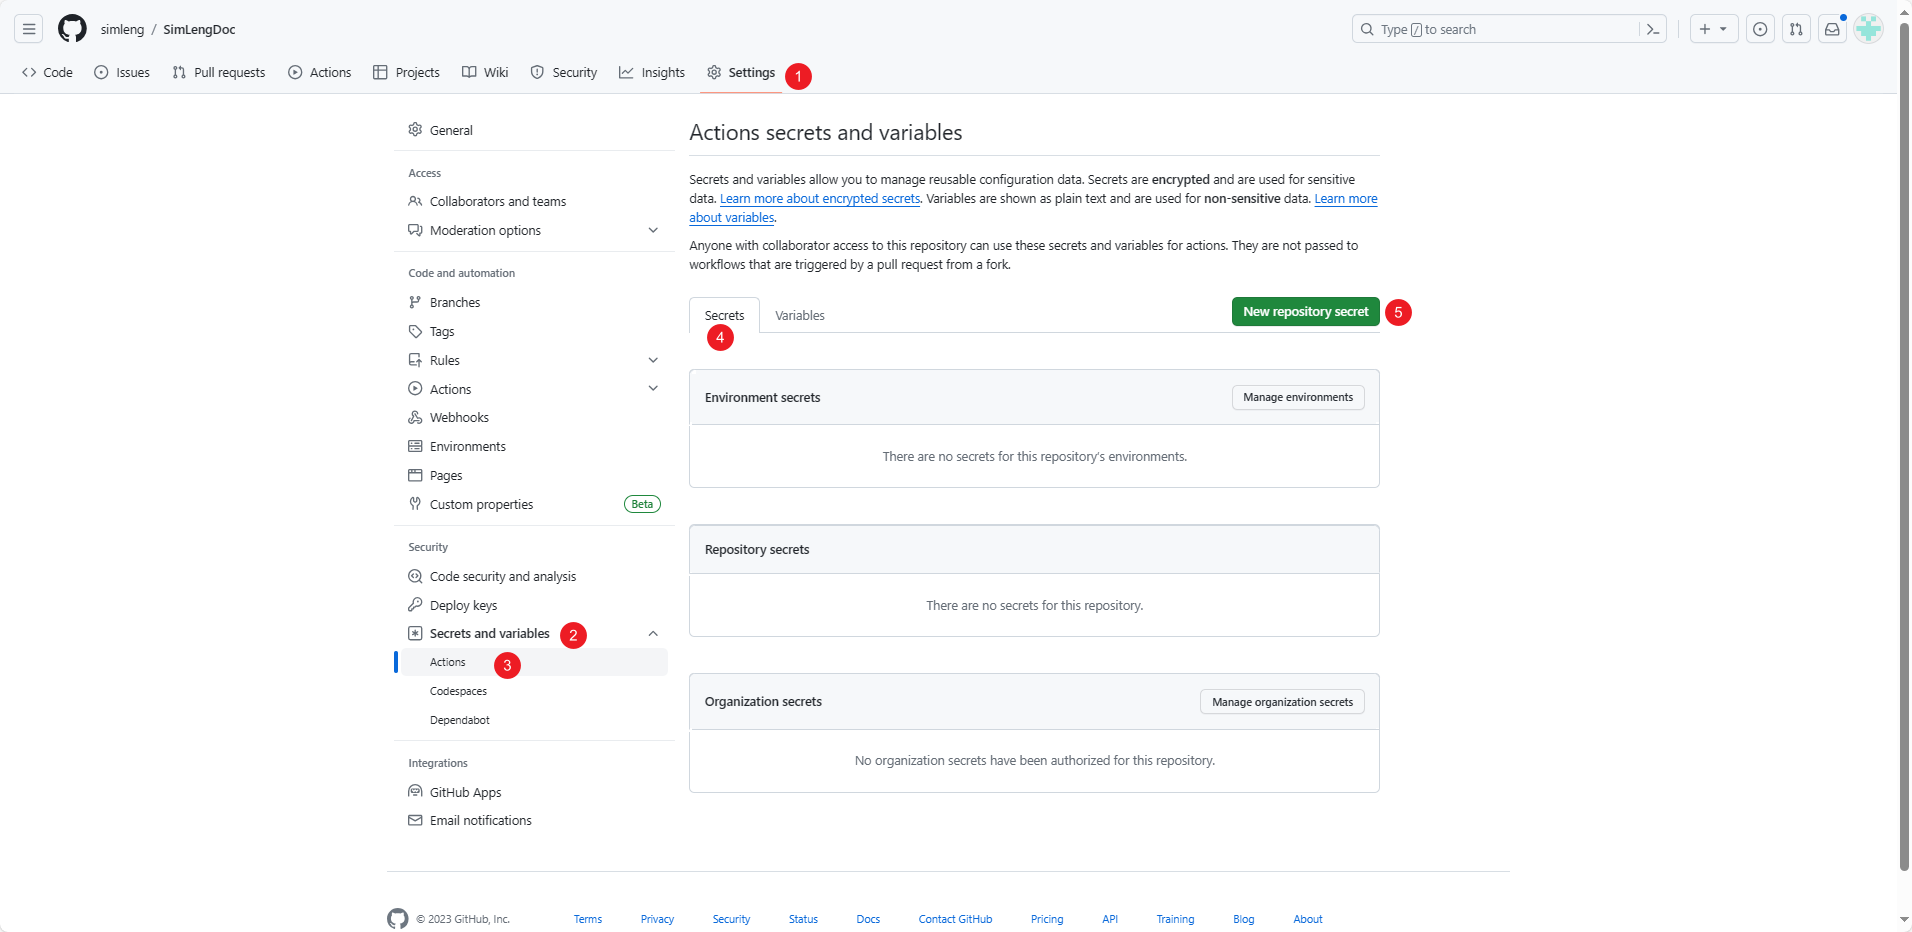 simleng / SimLengDoc
Type / to search
Code Issues Pull requests Actions Projects Wiki Security Insights Settings 1
General
Access
Collaborators and teams
Moderation options
Code and automation
Branches
Tags
Rules
Actions
Webhooks
Environments
Pages
Custom properties Beta
Security
Code security and analysis
Deploy keys
Secrets and variables 2
Actions 3
Codespaces
Dependabot
Integrations
GitHub Apps
Email notifications
Actions secrets and variables
Secrets and variables allow you to manage reusable configuration data. Secrets are encrypted and are used for sensitive
data. Learn more about encrypted secrets. Variables are shown as plain text and are used for non-sensitive data. Learn more
about variables.
Anyone with collaborator access to this repository can use these secrets and variables for actions. They are not passed to
workflows that are triggered by a pull request from a fork.
Secrets Variables New repository secret 5
4
Environment secrets Manage environments
There are no secrets for this repository's environments.
Repository secrets
There are no secrets for this repository.
Organization secrets Manage organization secrets
No organization secrets have been authorized for this repository.
© 2023 GitHub, Inc. Terms Privacy Security Status Docs Contact GitHub Pricing API Training Blog About